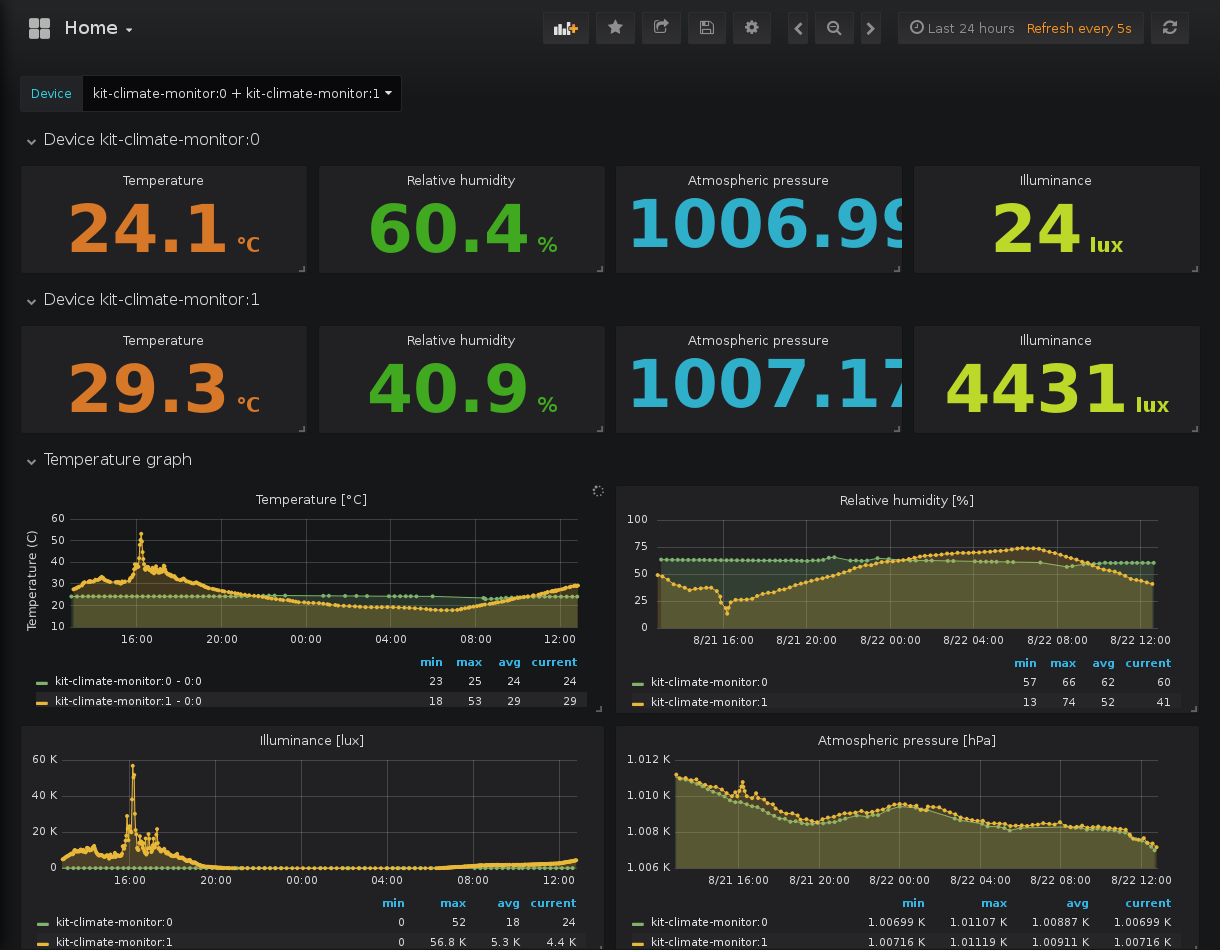 Home
Last 24 hours Refresh every 5s
Device kit-climate-monitor:0 + kit-climate-monitor:1
Device kit-climate-monitor:0
Temperature Relative humidity Atmospheric pressure Illuminance
24.1 °C 60.4 % 1006.99 24 lux
Device kit-climate-monitor:1
Temperature Relative humidity Atmospheric pressure Illuminance
29.3 °C 40.9 % 1007.17 4431 lux
Temperature graph
Temperature [°C]
Temperature (C)
60
50
40
30
20
10
16:00 20:00 00:00 04:00 08:00 12:00
min max avg current
kit-climate-monitor:0 - 0:0 23 25 24 24
kit-climate-monitor:1 - 0:0 18 53 29 29
Relative humidity [%]
100
75
50
25
0
8/21 16:00 8/21 20:00 8/22 00:00 8/22 04:00 8/22 08:00 8/22 12:00
min max avg current
kit-climate-monitor:0 57 66 62 60
kit-climate-monitor:1 13 74 52 41
Illuminance [lux]
60 K
40 K
20 K
0
16:00 20:00 00:00 04:00 08:00 12:00
min max avg current
kit-climate-monitor:0 0 52 18 24
kit-climate-monitor:1 0 56.8 K 5.3 K 4.4 K
Atmospheric pressure [hPa]
1.012 K
1.010 K
1.008 K
1.006 K
8/21 16:00 8/21 20:00 8/22 00:00 8/22 04:00 8/22 08:00 8/22 12:00
min max avg current
kit-climate-monitor:0 1.00699 K 1.01107 K 1.00887 K 1.00699 K
kit-climate-monitor:1 1.00716 K 1.01119 K 1.00911 K 1.00716 K